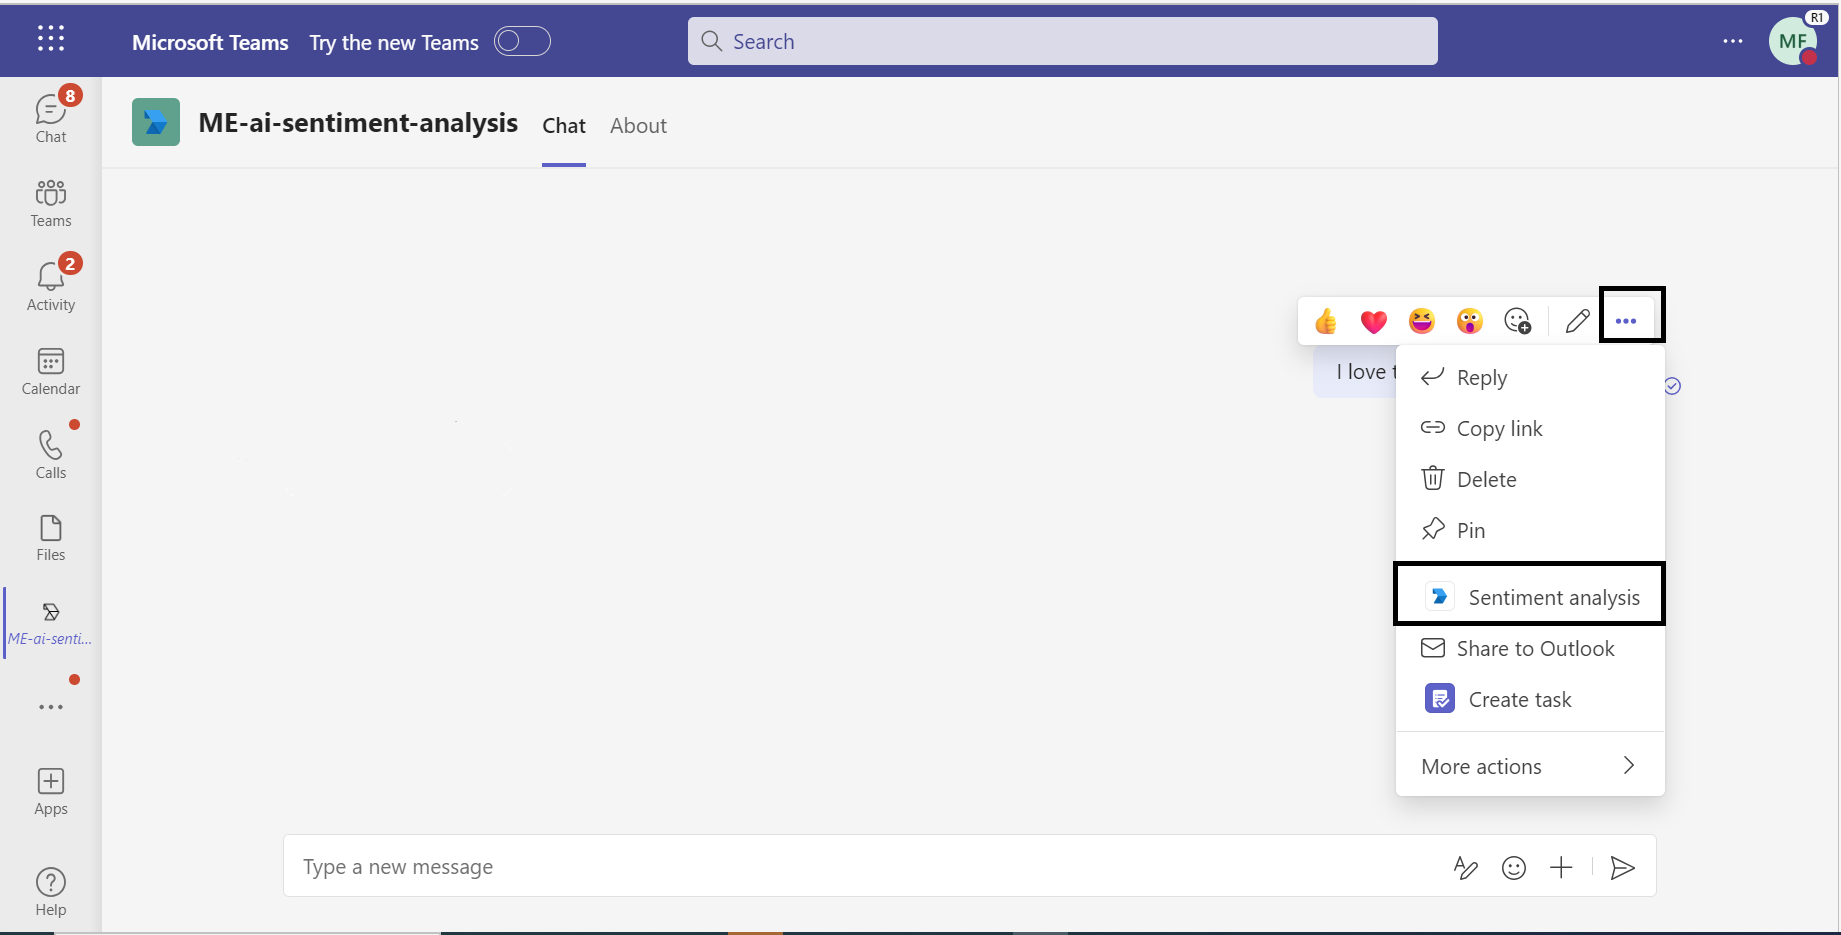 Microsoft Teams Try the new Teams
Search
MF
R1
8
Chat
Teams
2
Activity
Calendar
Calls
Files
ME-ai-senti...
Apps
Help
ME-ai-sentiment-analysis Chat About
I love
Reply
Copy link
Delete
Pin
Sentiment analysis
Share to Outlook
Create task
More actions
Type a new message